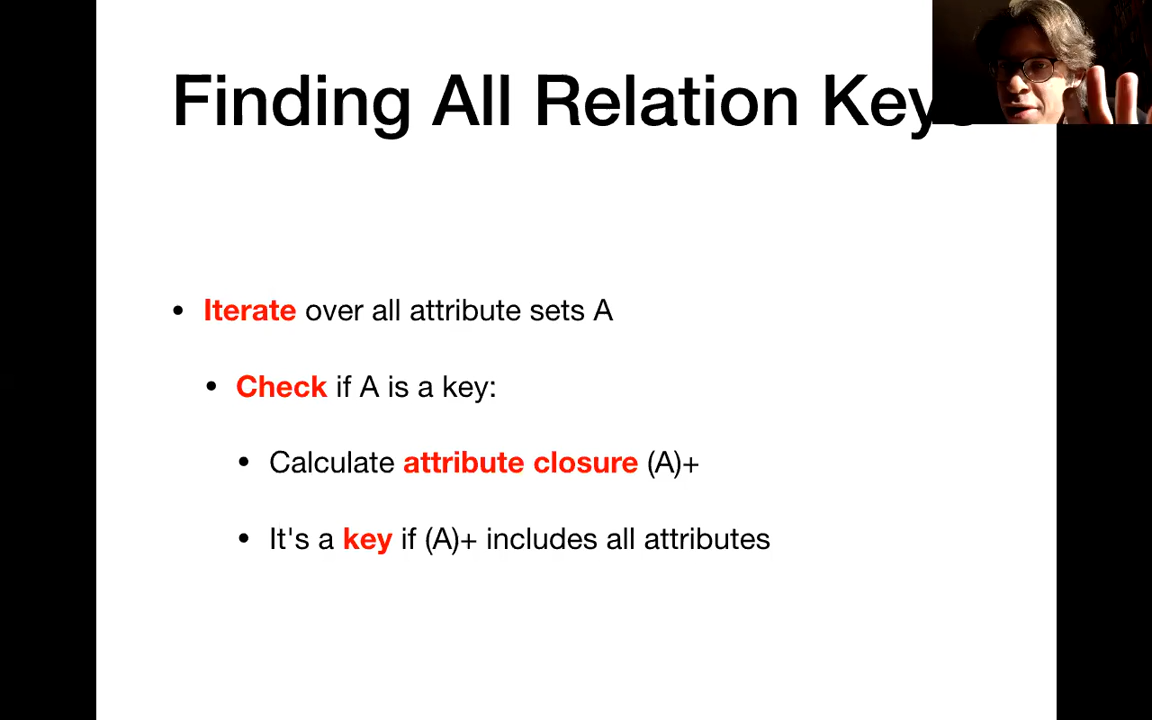 Finding All Relation Keys
• Iterate over all attribute sets A
• Check if A is a key:
• Calculate attribute closure (A)+
• It's a key if (A)+ includes all attributes